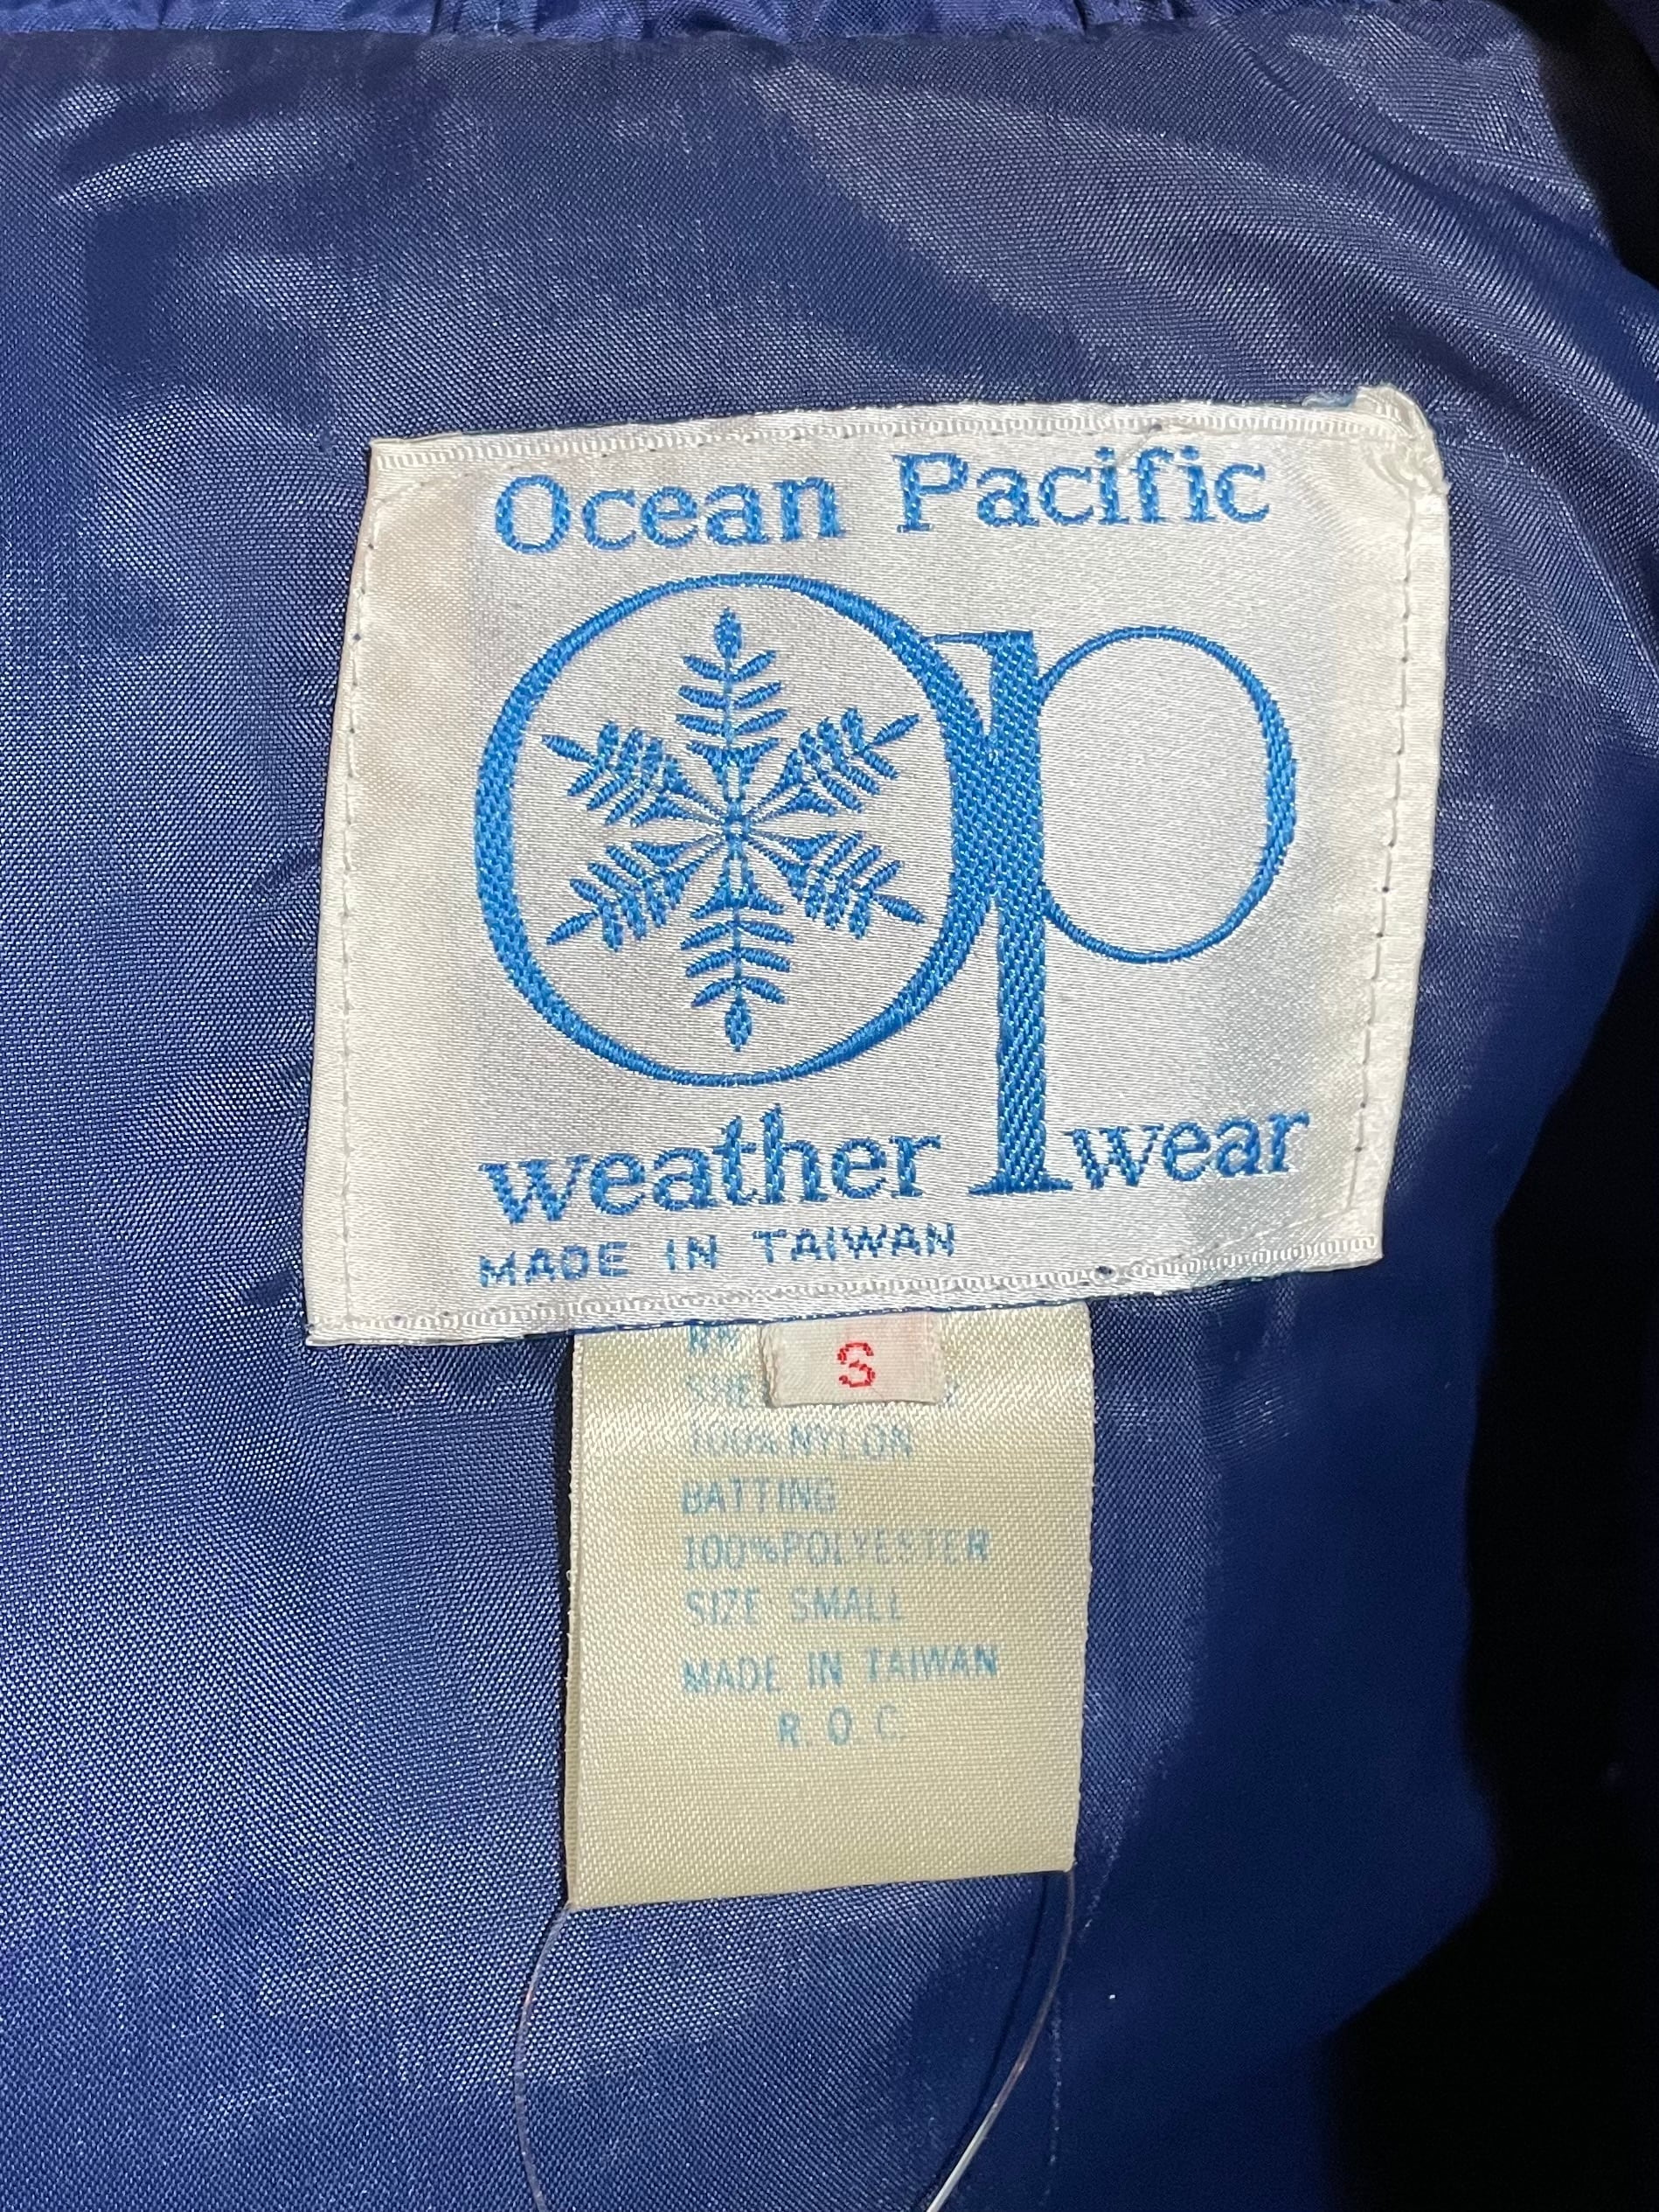 Ocean Pacific
Op
weather wear
MADE IN TAIWAN
S
100% NYLON
BATTING
100% POLYESTER
SIZE SMALL
MADE IN TAIWAN
R.O.C.